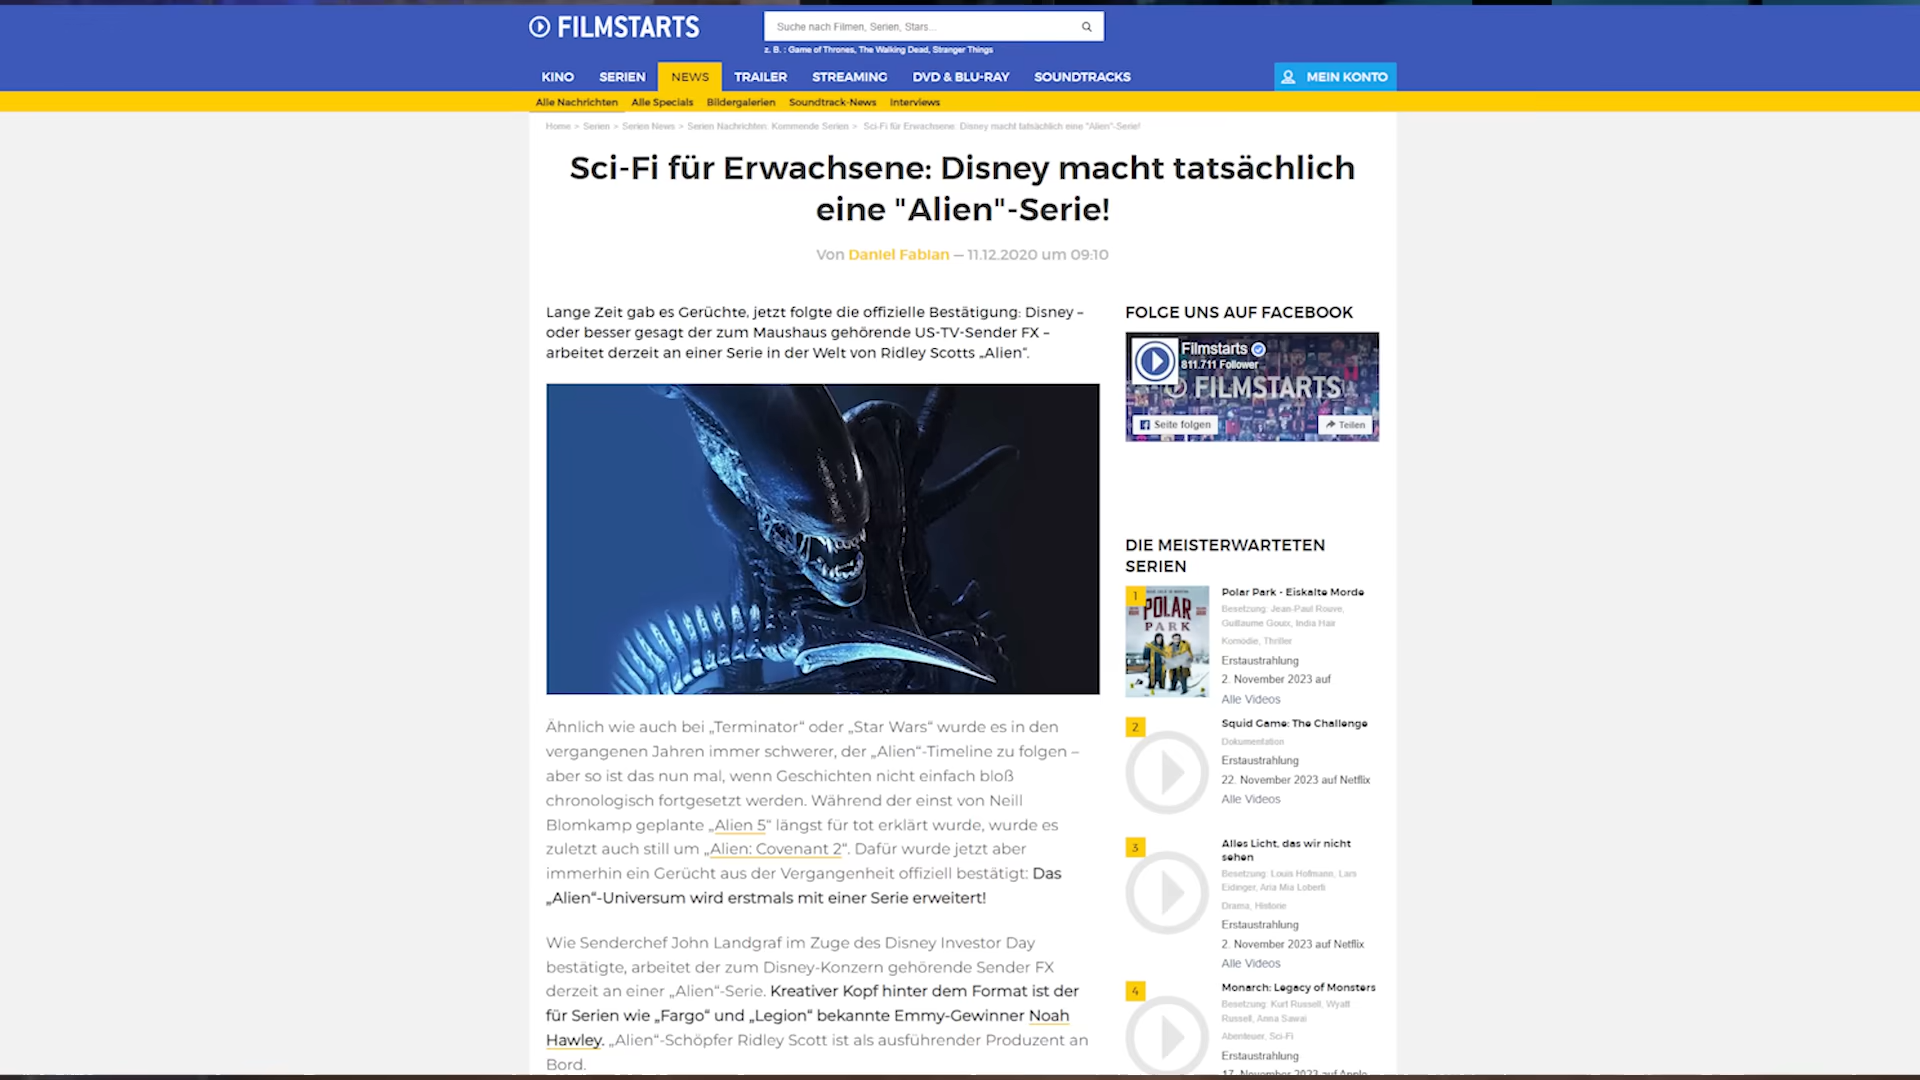 FILMSTARTS
Suche nach Filmen, Serien, Stars...
z. B. : Game of Thrones, The Walking Dead, Stranger Things
KINO SERIEN NEWS TRAILER STREAMING DVD & BLU-RAY SOUNDTRACKS MEIN KONTO
Alle Nachrichten Alle Specials Bildergalerien Soundtrack-News Interviews
Home > Serien > Serien News > Serien Nachrichten: Kommende Serien > Sci-Fi für Erwachsene: Disney macht tatsächlich eine "Alien"-Serie!
Sci-Fi für Erwachsene: Disney macht tatsächlich
eine "Alien"-Serie!
Von Daniel Fabian — 11.12.2020 um 09:10
Lange Zeit gab es Gerüchte, jetzt folgte die offizielle Bestätigung: Disney –
oder besser gesagt der zum Maushaus gehörende US-TV-Sender FX –
arbeitet derzeit an einer Serie in der Welt von Ridley Scotts „Alien“.
Ähnlich wie auch bei „Terminator“ oder „Star Wars“ wurde es in den
vergangenen Jahren immer schwerer, der „Alien“-Timeline zu folgen –
aber so ist das nun mal, wenn Geschichten nicht einfach bloß
chronologisch fortgesetzt werden. Während der einst von Neill
Blomkamp geplante „Alien 5“ längst für tot erklärt wurde, wurde es
zuletzt auch still um „Alien: Covenant 2“. Dafür wurde jetzt aber
immerhin ein Gerücht aus der Vergangenheit offiziell bestätigt: Das
„Alien“-Universum wird erstmals mit einer Serie erweitert!
Wie Senderchef John Landgraf im Zuge des Disney Investor Day
bestätigte, arbeitet der zum Disney-Konzern gehörende Sender FX
derzeit an einer „Alien“-Serie. Kreativer Kopf hinter dem Format ist der
für Serien wie „Fargo“ und „Legion“ bekannte Emmy-Gewinner Noah
Hawley. „Alien“-Schöpfer Ridley Scott ist als ausführender Produzent an
Bord.
FOLGE UNS AUF FACEBOOK
Filmstarts
811.711 Follower
FILMSTARTS
Seite folgen Teilen
DIE MEISTERWARTETEN
SERIEN
1
POLAR
PARK
Polar Park - Eiskalte Morde
Besetzung: Jean-Paul Rouve,
Guillaume Gouix, India Hair
Komödie, Thriller
Erstaustrahlung
2. November 2023 auf
Alle Videos
2
Squid Game: The Challenge
Dokumentation
Erstaustrahlung
22. November 2023 auf Netflix
Alle Videos
3
Alles Licht, das wir nicht
sehen
Besetzung: Louis Hofmann, Lars
Eidinger, Aria Mia Loberti
Drama, Historie
Erstaustrahlung
2. November 2023 auf Netflix
Alle Videos
4
Monarch: Legacy of Monsters
Besetzung: Kurt Russell, Wyatt
Russell, Anna Sawai
Abenteuer, Sci-Fi
Erstaustrahlung
17. November 2023 auf Apple